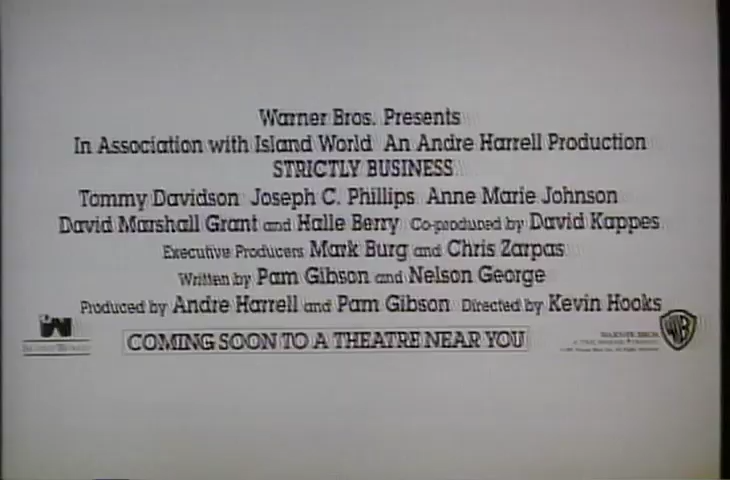 Warner Bros. Presents
In Association with Island World An Andre Harrell Production
STRICTLY BUSINESS
Tommy Davidson Joseph C. Phillips Anne Marie Johnson
David Marshall Grant and Halle Berry Co-produced by David Kappes
Executive Producers Mark Burg and Chris Zarpas
Written by Pam Gibson and Nelson George
Produced by Andre Harrell and Pam Gibson Directed by Kevin Hooks
COMING SOON TO A THEATRE NEAR YOU
WARNER BROS.
WB